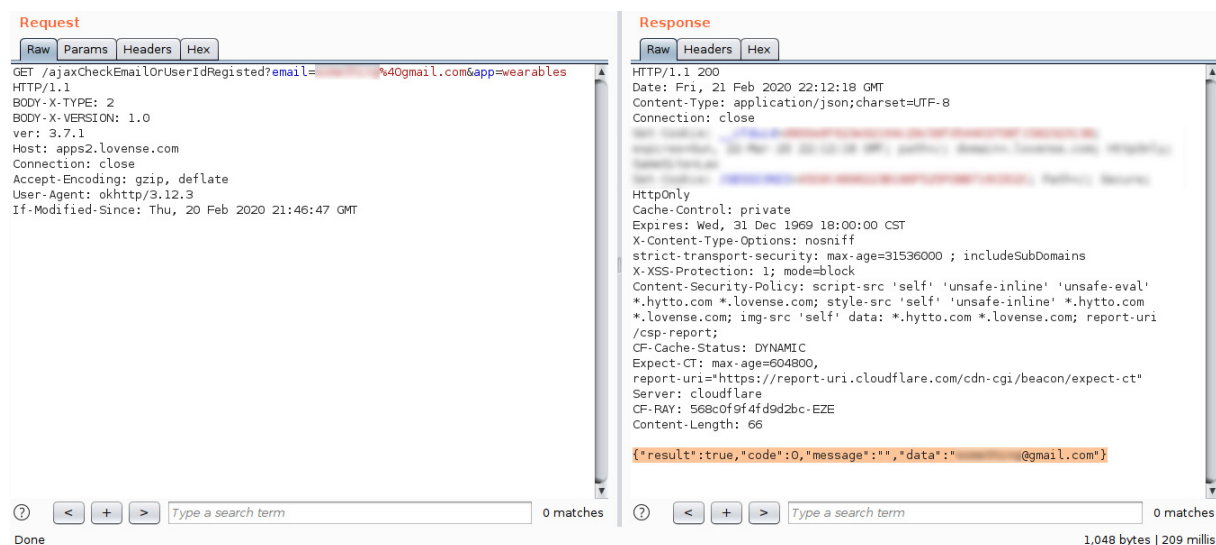 Request
Raw Params Headers Hex
GET /ajaxCheckEmailOrUserIdRegisted?email= %40gmail.com&app=wearables
HTTP/1.1
BODY-X-TYPE: 2
BODY-X-VERSION: 1.0
ver: 3.7.1
Host: apps2.lovense.com
Connection: close
Accept-Encoding: gzip, deflate
User-Agent: okhttp/3.12.3
If-Modified-Since: Thu, 20 Feb 2020 21:46:47 GMT
? < + > Type a search term 0 matches
Done
Response
Raw Headers Hex
HTTP/1.1 200
Date: Fri, 21 Feb 2020 22:12:18 GMT
Content-Type: application/json;charset=UTF-8
Connection: close
HttpOnly
Cache-Control: private
Expires: Wed, 31 Dec 1969 18:00:00 CST
X-Content-Type-Options: nosniff
strict-transport-security: max-age=31536000 ; includeSubDomains
X-XSS-Protection: 1; mode=block
Content-Security-Policy: script-src 'self' 'unsafe-inline' 'unsafe-eval'
*.hytto.com *.lovense.com; style-src 'self' 'unsafe-inline' *.hytto.com
*.lovense.com; img-src 'self' data: *.hytto.com *.lovense.com; report-uri
/csp-report;
CF-Cache-Status: DYNAMIC
Expect-CT: max-age=604800,
report-uri="https://report-uri.cloudflare.com/cdn-cgi/beacon/expect-ct"
Server: cloudflare
CF-RAY: 568c0f9f4fd9d2bc-EZE
Content-Length: 66
{"result":true,"code":0,"message":"","data":" @gmail.com"}
? < + > Type a search term 0 matches
1,048 bytes | 209 millis